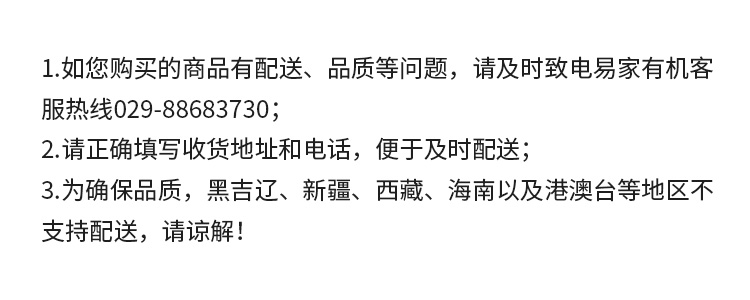 1.如您购买的商品有配送、品质等问题，请及时致电易家有机客
服热线029-88683730；
2.请正确填写收货地址和电话，便于及时配送；
3.为确保品质，黑吉辽、新疆、西藏、海南以及港澳台等地区不
支持配送，请谅解！